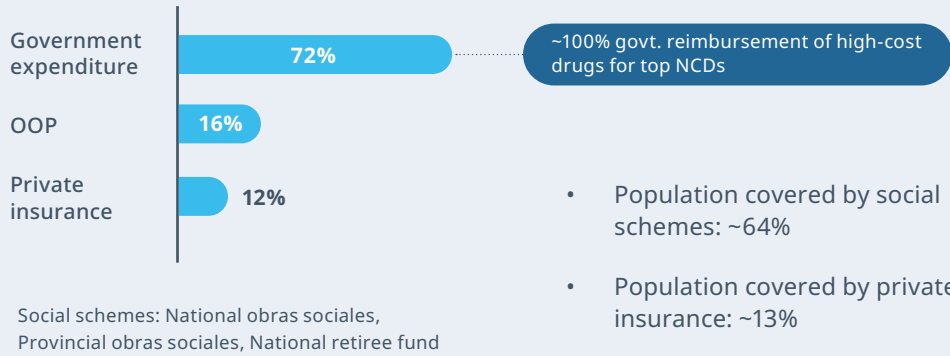 Government
expenditure
72%
~100% govt. reimbursement of high-cost
drugs for top NCDs
OOP
16%
Private
insurance
12%
• Population covered by social
schemes: ~64%
• Population covered by private
insurance: ~13%
Social schemes: National obras sociales,
Provincial obras sociales, National retiree fund